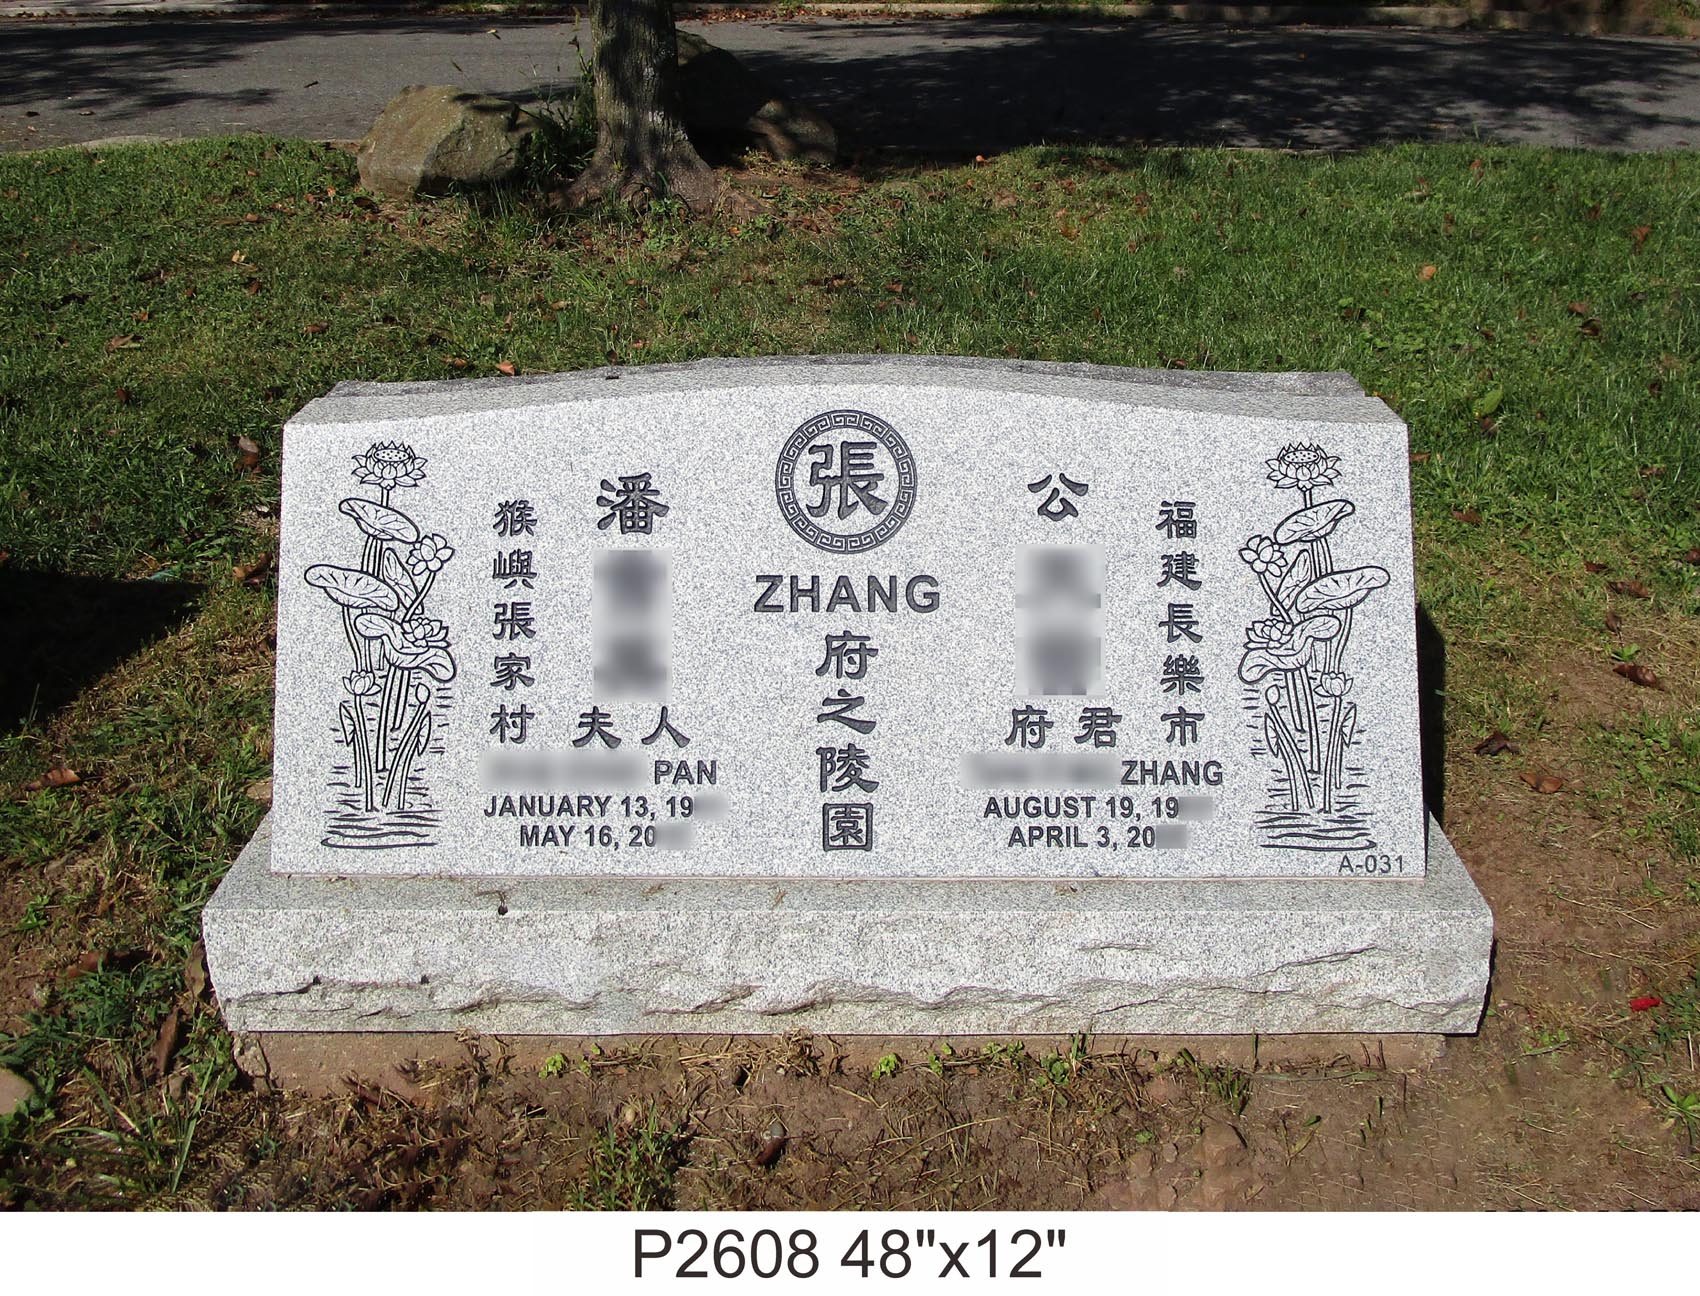 張
ZHANG
府之陵園
福建長樂市
公
府君
ZHANG
AUGUST 19, 19
APRIL 3, 20
潘
夫人
PAN
JANUARY 13, 19
MAY 16, 20
猴嶼張家村
A-031
P2608 48"x12"